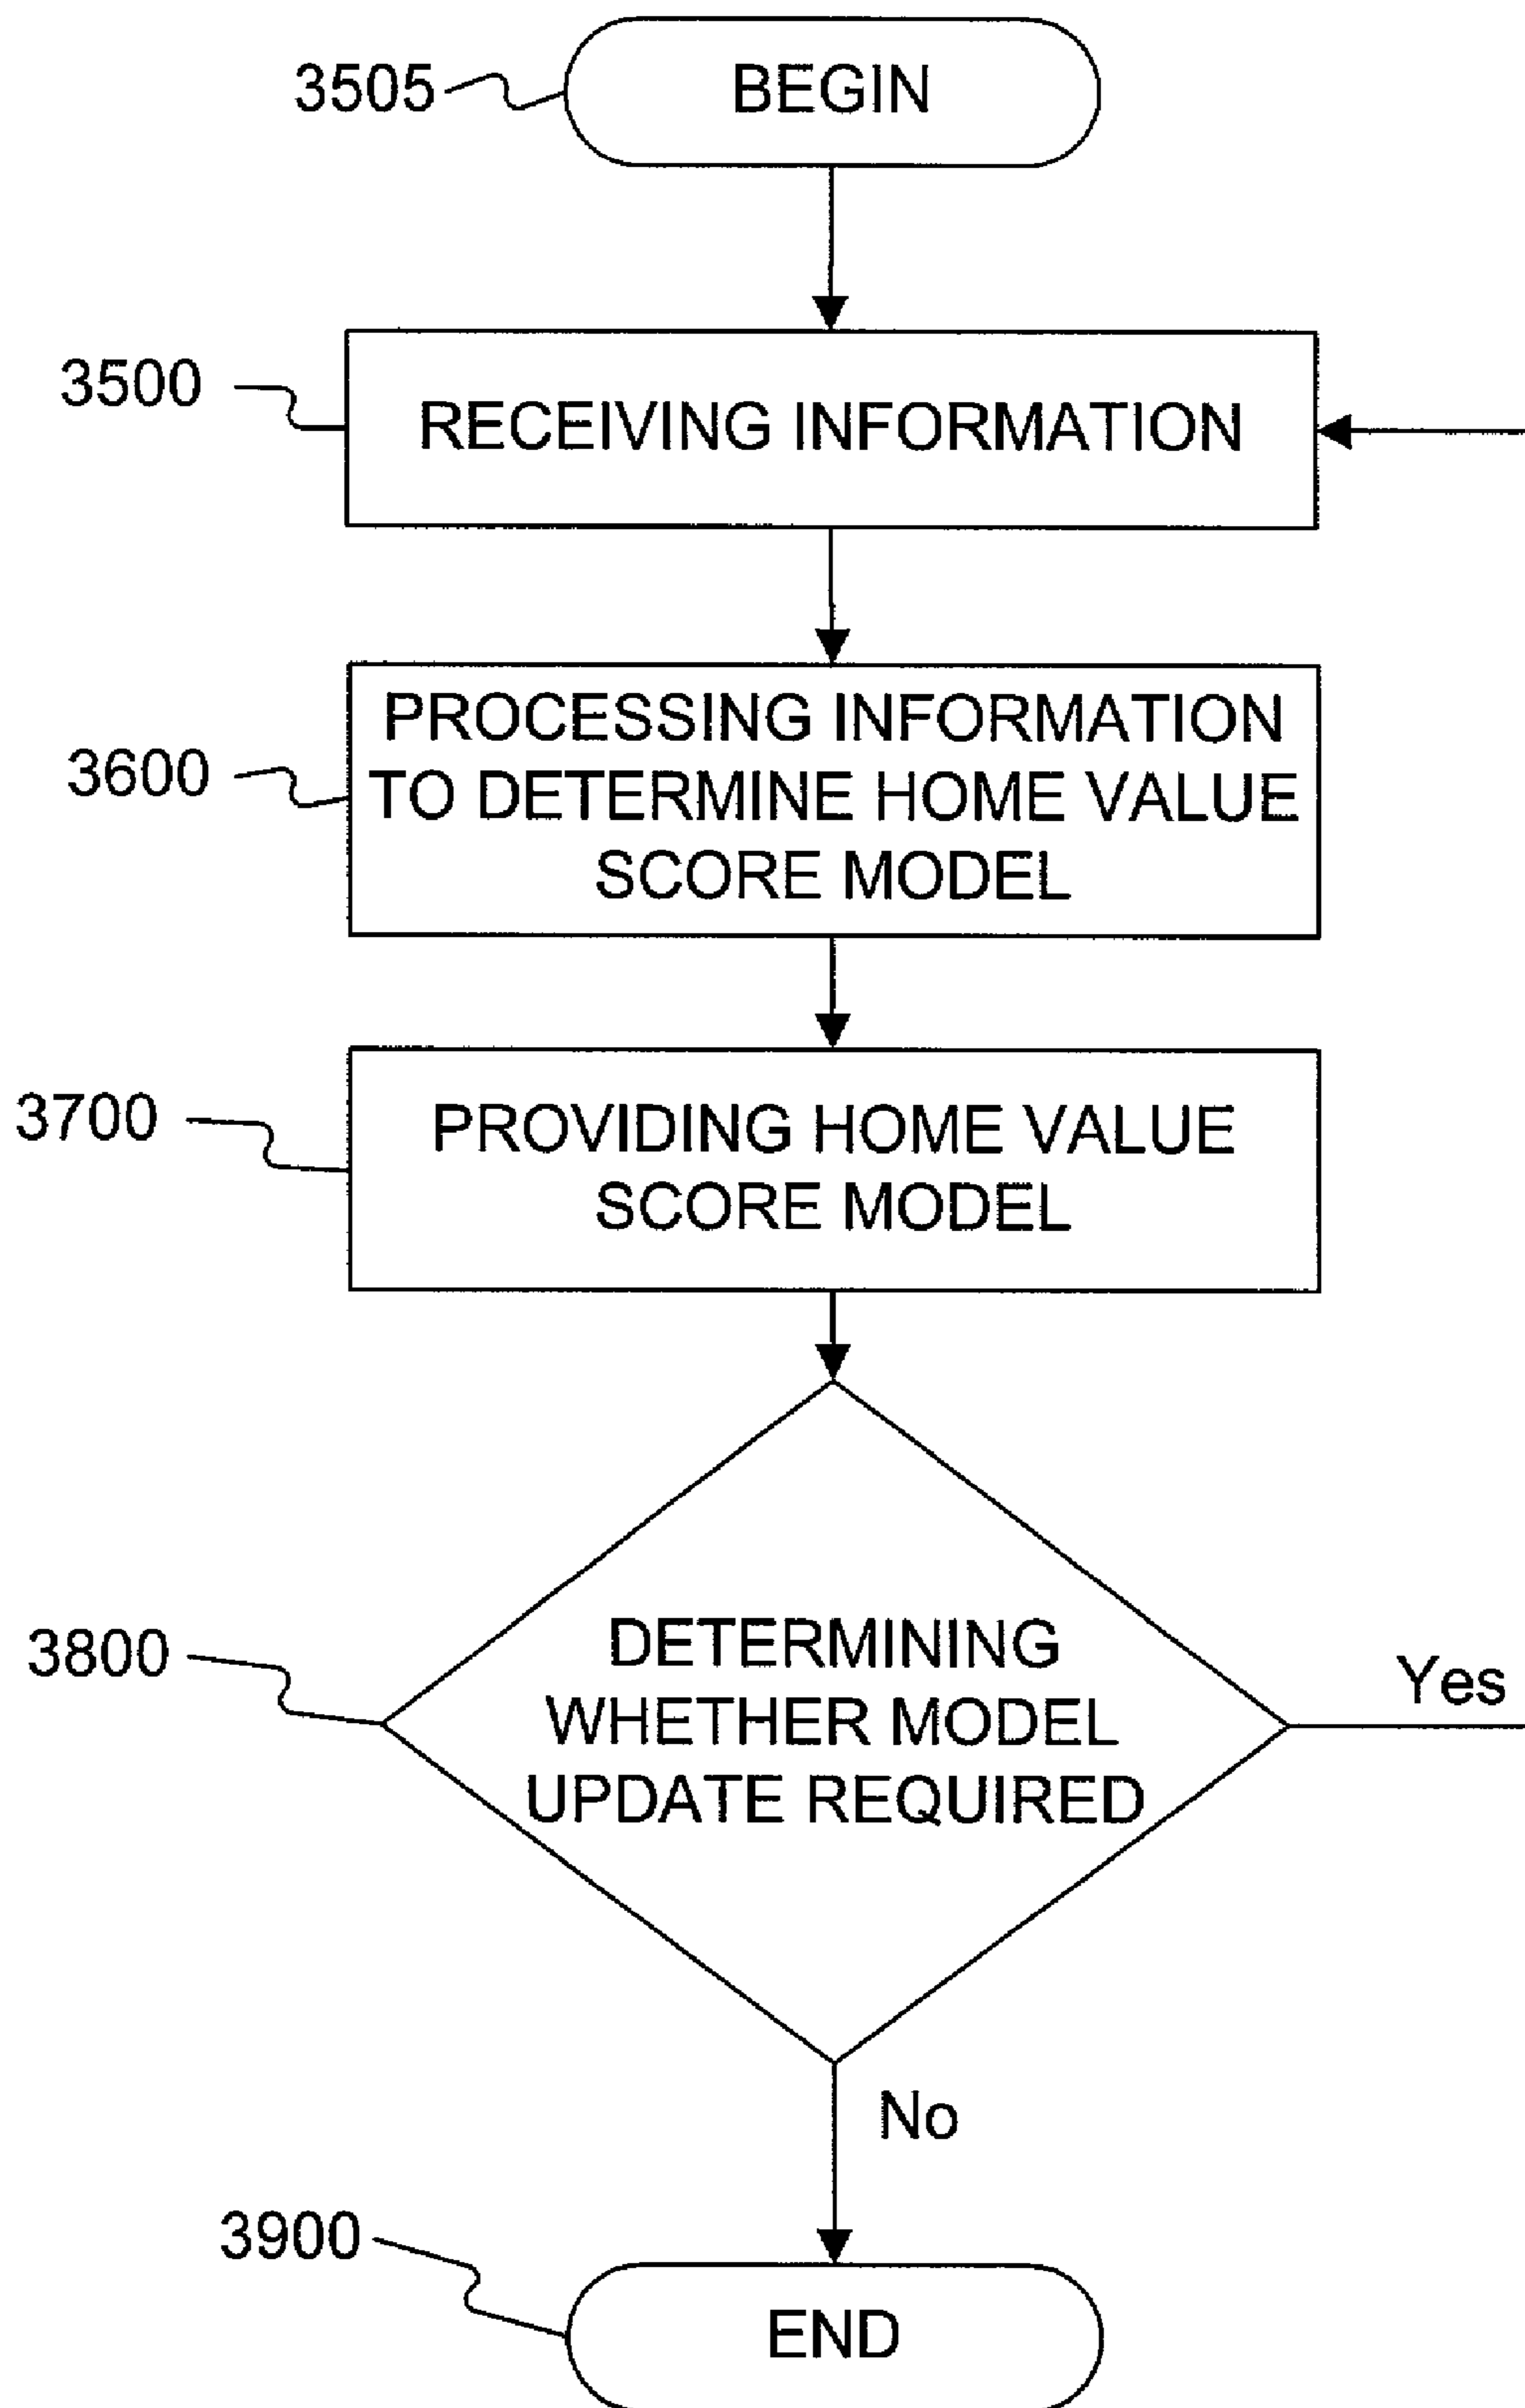 3505
BEGIN
3500
RECEIVING INFORMATION
3600
PROCESSING INFORMATION
TO DETERMINE HOME VALUE
SCORE MODEL
3700
PROVIDING HOME VALUE
SCORE MODEL
3800
DETERMINING
WHETHER MODEL
UPDATE REQUIRED
Yes
No
3900
END